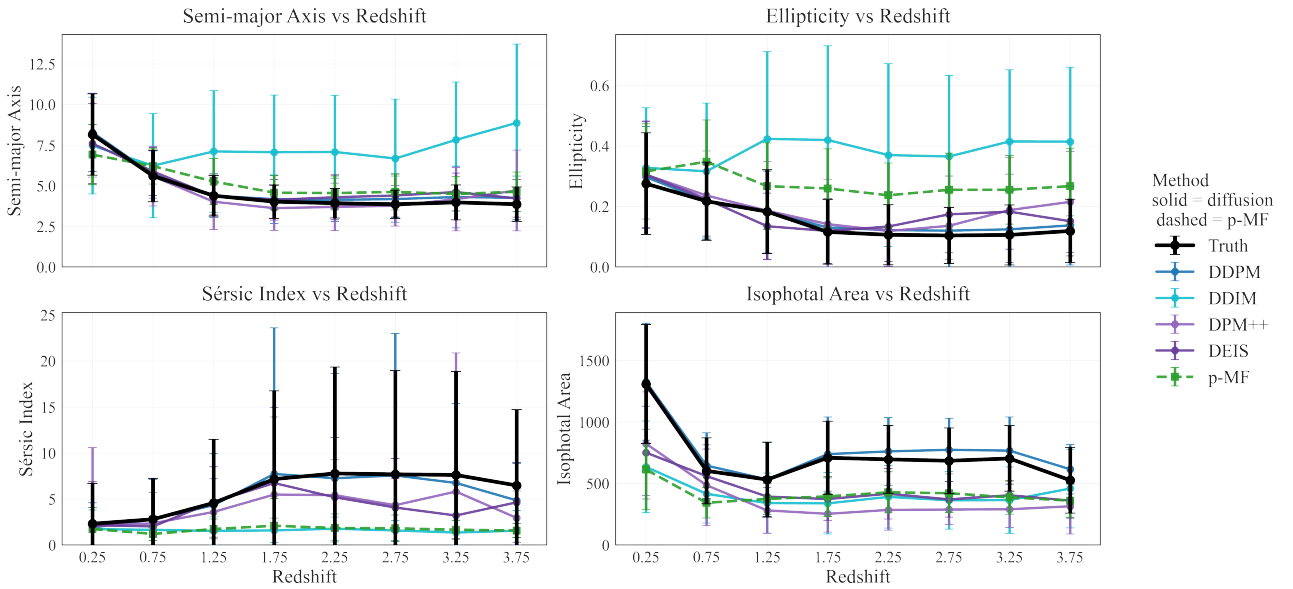 Semi-major Axis vs Redshift
Semi-major Axis
12.5
10.0
7.5
5.0
2.5
0.0
Ellipticity vs Redshift
Ellipticity
0.6
0.4
0.2
0.0
Sérsic Index vs Redshift
Sérsic Index
25
20
15
10
5
0
0.25 0.75 1.25 1.75 2.25 2.75 3.25 3.75
Redshift
Isophotal Area vs Redshift
Isophotal Area
1500
1000
500
0
0.25 0.75 1.25 1.75 2.25 2.75 3.25 3.75
Redshift
Method
solid = diffusion
dashed = p-MF
Truth
DDPM
DDIM
DPM++
DEIS
p-MF